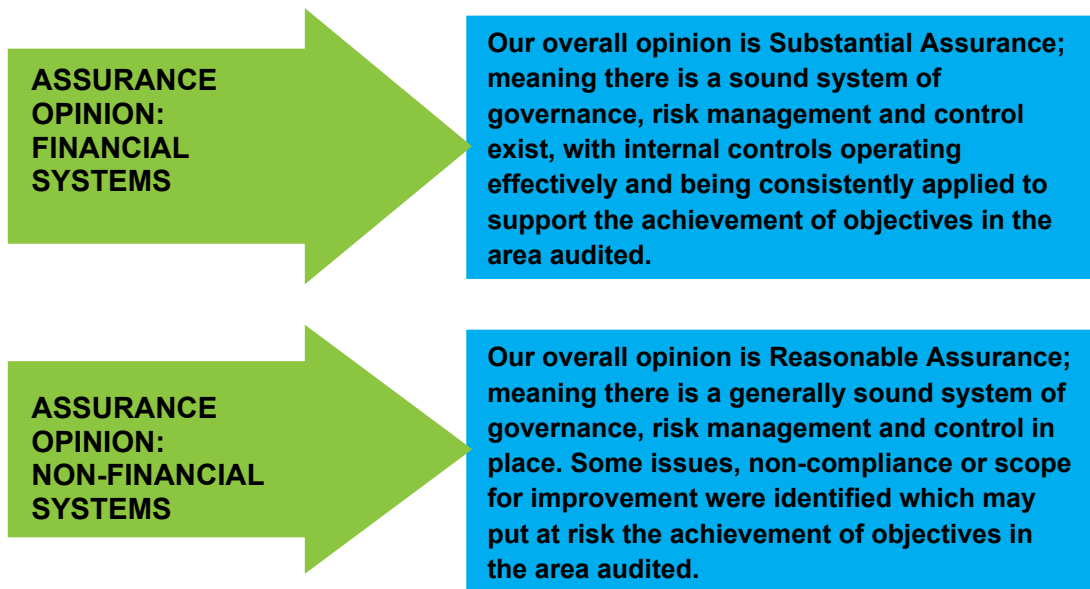 ASSURANCE
OPINION:
FINANCIAL
SYSTEMS
Our overall opinion is Substantial Assurance;
meaning there is a sound system of
governance, risk management and control
exist, with internal controls operating
effectively and being consistently applied to
support the achievement of objectives in the
area audited.
ASSURANCE
OPINION:
NON-FINANCIAL
SYSTEMS
Our overall opinion is Reasonable Assurance;
meaning there is a generally sound system of
governance, risk management and control in
place. Some issues, non-compliance or scope
for improvement were identified which may
put at risk the achievement of objectives in
the area audited.